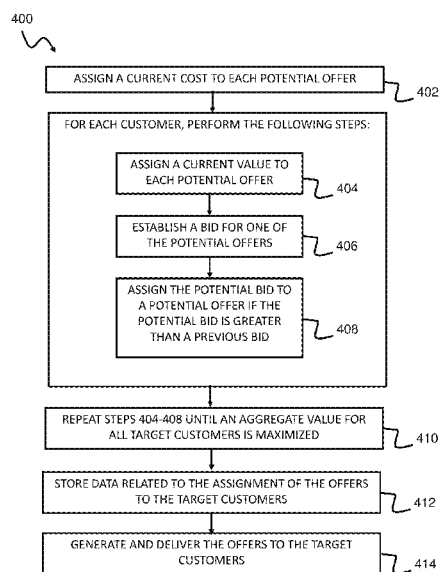 400
ASSIGN A CURRENT COST TO EACH POTENTIAL OFFER
402
FOR EACH CUSTOMER, PERFORM THE FOLLOWING STEPS:
ASSIGN A CURRENT VALUE TO
EACH POTENTIAL OFFER
404
ESTABLISH A BID FOR ONE OF
THE POTENTIAL OFFERS
406
ASSIGN THE POTENTIAL BID TO
A POTENTIAL OFFER IF THE
POTENTIAL BID IS GREATER
THAN A PREVIOUS BID
408
REPEAT STEPS 404-408 UNTIL AN AGGREGATE VALUE FOR
ALL TARGET CUSTOMERS IS MAXIMIZED
410
STORE DATA RELATED TO THE ASSIGNMENT OF THE OFFERS
TO THE TARGET CUSTOMERS
412
GENERATE AND DELIVER THE OFFERS TO THE TARGET
CUSTOMERS
414